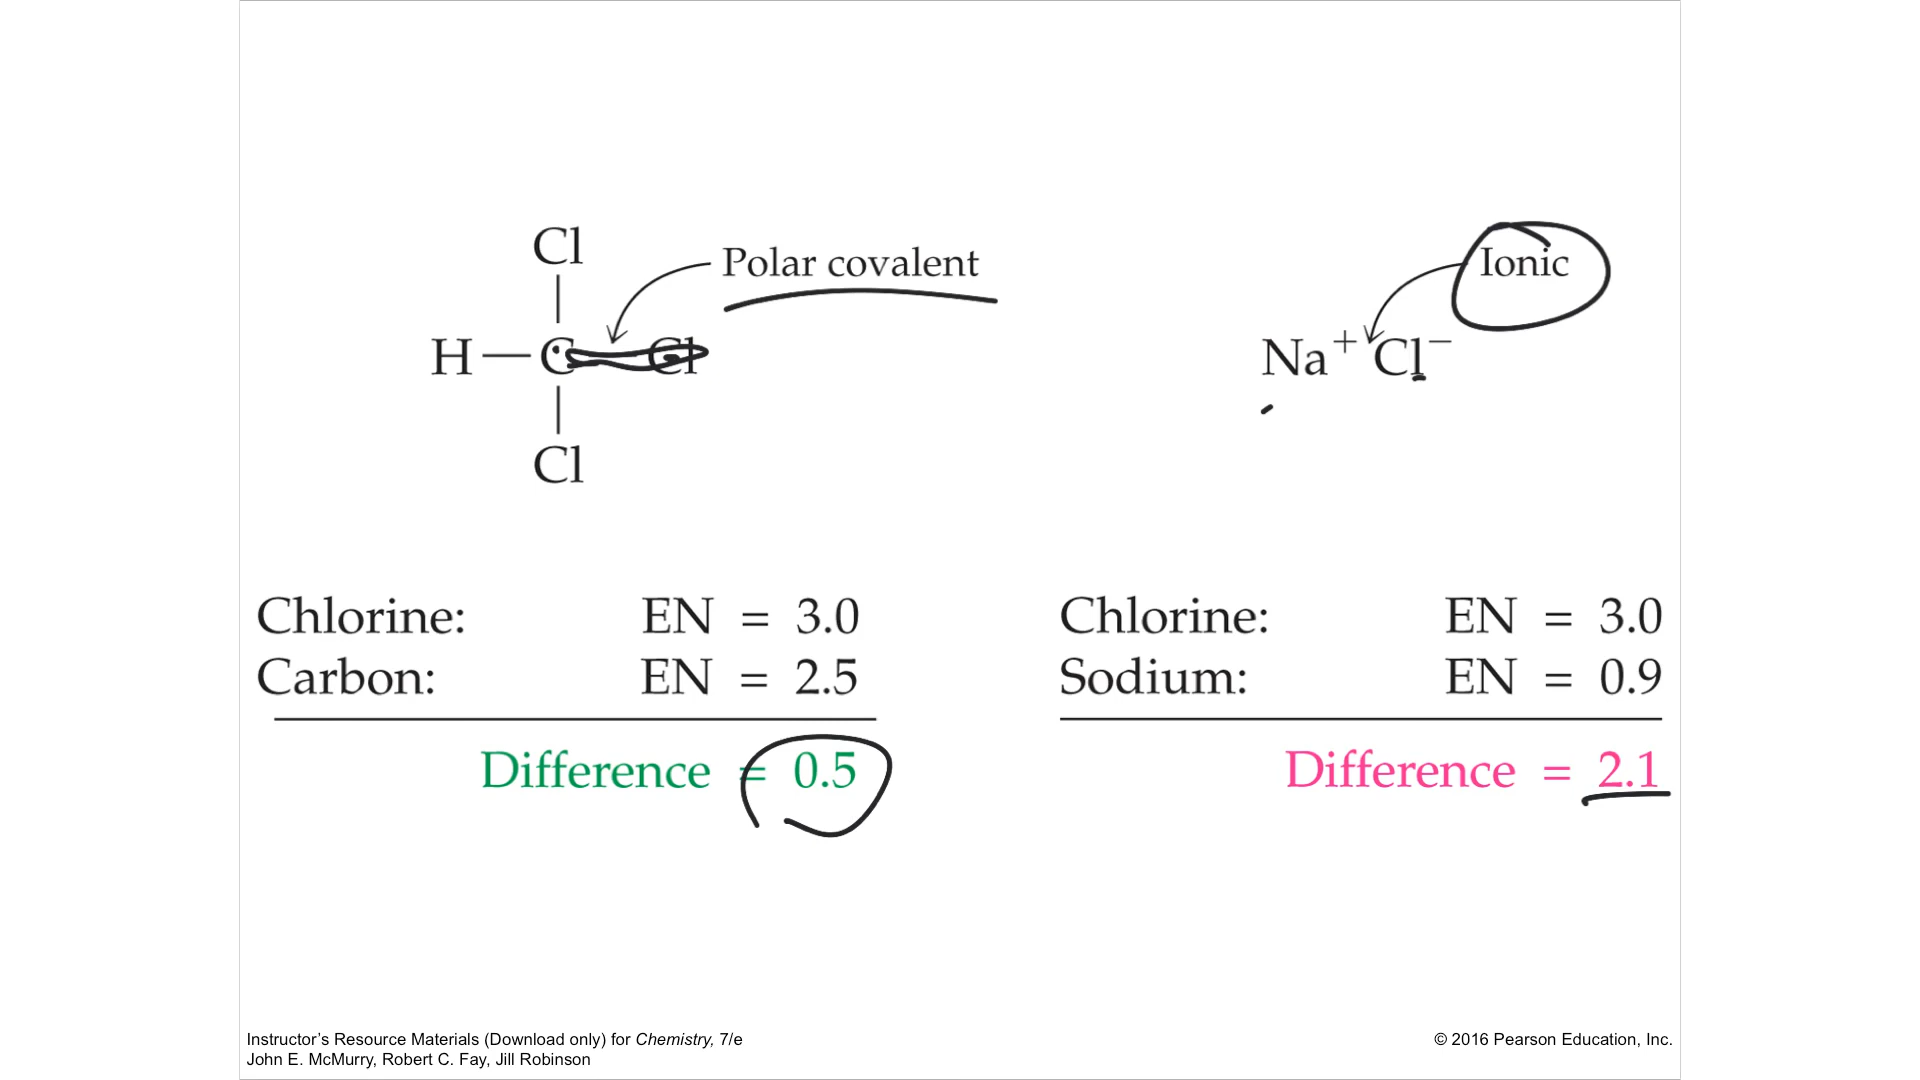 Cl
Polar covalent
H — C — Cl
Cl
Ionic
Na⁺ Cl⁻
Chlorine: EN = 3.0
Carbon: EN = 2.5
Difference = 0.5
Chlorine: EN = 3.0
Sodium: EN = 0.9
Difference = 2.1
Instructor’s Resource Materials (Download only) for Chemistry, 7/e
John E. McMurry, Robert C. Fay, Jill Robinson
© 2016 Pearson Education, Inc.